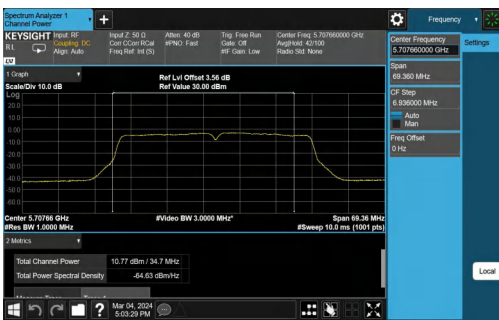 Spectrum Analyzer 1
Channel Power
Frequency
KEYSIGHT Input: RF Input Z: 50 Ω Atten: 40 dB Trig: Free Run Center Freq: 5.707660000 GHz
RL Coupling: DC Corr CCorr RCal #PNO: Fast Gate: Off Avg|Hold: 42/100
Align: Auto Freq Ref: Int (S) #IF Gain: Low Radio Std: None
Center Frequency
5.707660000 GHz
Settings
Span
69.360 MHz
CF Step
6.936000 MHz
Auto
Man
Freq Offset
0 Hz
1 Graph
Ref Lvl Offset 3.56 dB
Scale/Div 10.0 dB Ref Value 30.00 dBm
Log
20.0
10.0
0.00
-10.0
-20.0
-30.0
-40.0
-50.0
-60.0
Center 5.70766 GHz #Video BW 3.0000 MHz* Span 69.36 MHz
#Res BW 1.0000 MHz #Sweep 10.0 ms (1001 pts)
2 Metrics
Total Channel Power 10.77 dBm / 34.7 MHz
Total Power Spectral Density -64.63 dBm/Hz
Local
Mar 04, 2024
5:03:29 PM